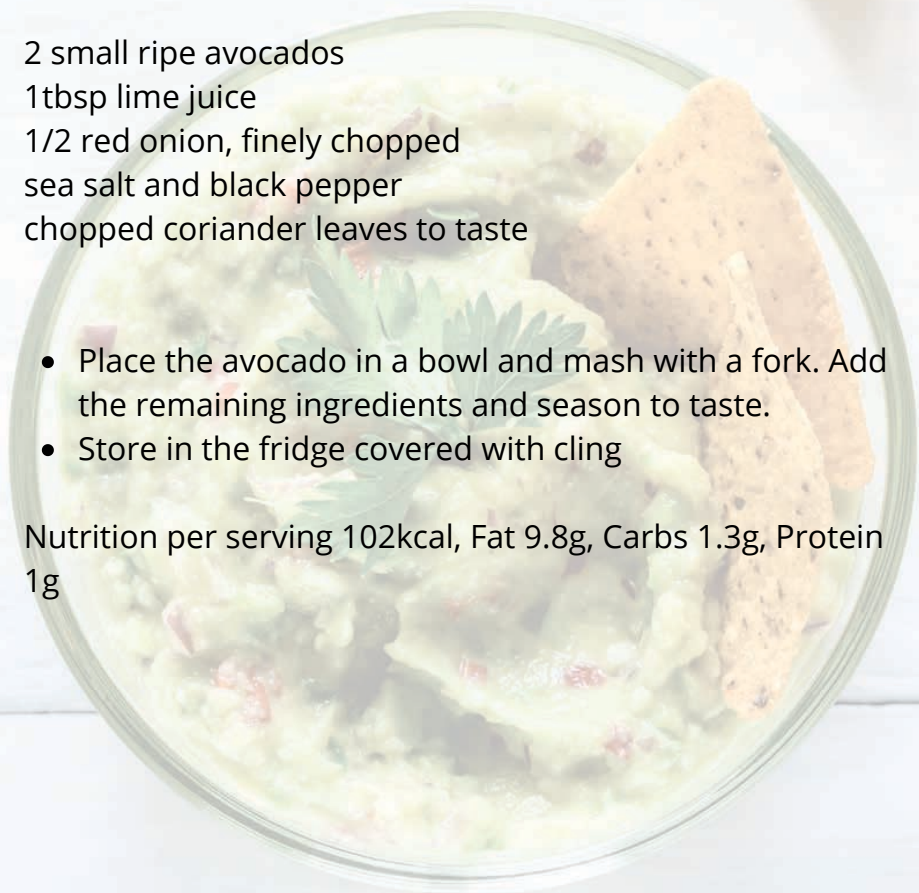 2 small ripe avocados
1tbsp lime juice
1/2 red onion, finely chopped
sea salt and black pepper
chopped coriander leaves to taste
• Place the avocado in a bowl and mash with a fork. Add
the remaining ingredients and season to taste.
• Store in the fridge covered with cling
Nutrition per serving 102kcal, Fat 9.8g, Carbs 1.3g, Protein
1g